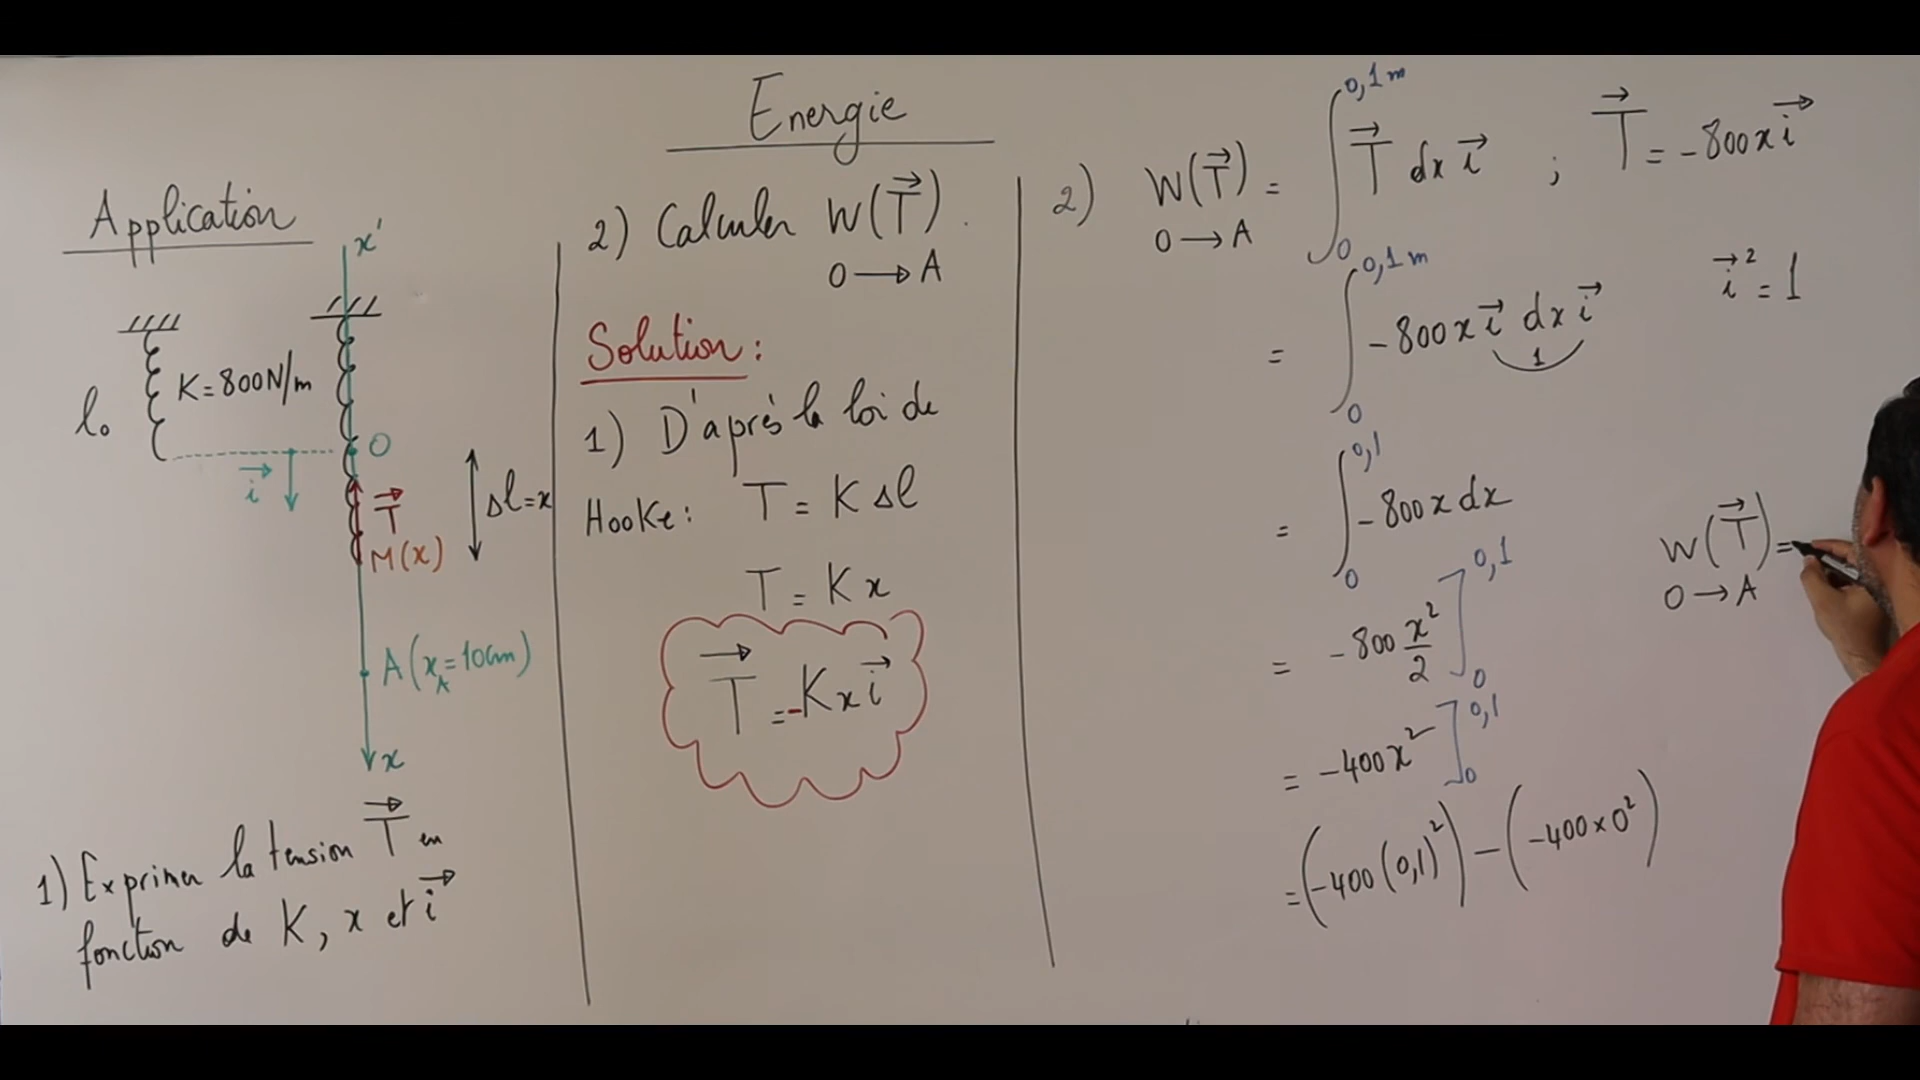 Energie
Application
x'
K=800N/m
l₀
O
i⃗
T⃗
Δl=x
M(x)
A(x_A=10cm)
x
1) Exprimer la tension T⃗ en
fonction de K, x et i⃗
2) Calculer W(T⃗).
O→A
Solution:
1) D'après la loi de
Hooke: T=KΔl
T=Kx
T⃗=-Kx i⃗
2) W(T⃗) = ∫₀^{0,1m} T⃗ dx i⃗ ; T⃗=-800x i⃗
O→A
i⃗²=1
= ∫₀^{0,1m} -800x i⃗ dx i⃗
1
= ∫₀^{0,1} -800x dx
= -800 x²/2 ]₀^{0,1}
= -400x² ]₀^{0,1}
= (-400(0,1)²) - (-400×0²)
W(T⃗)=
O→A